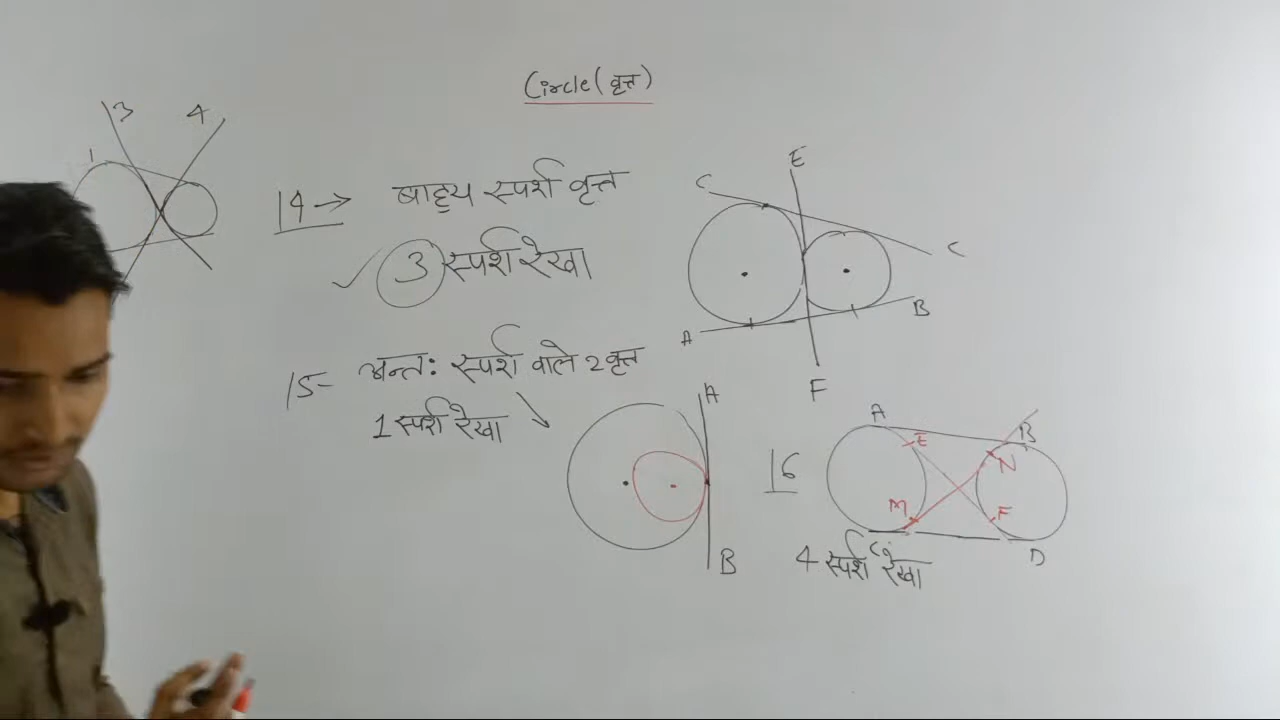 Circle (वृत्त)
3
4
1
14→ बाह्य स्पर्श वृत्त
3 स्पर्श रेखा
E
C
C
A
B
F
15- अन्त: स्पर्श वाले 2 वृत्त
1 स्पर्श रेखा
A
B
16
A
B
E
N
M
F
C
D
4 स्पर्श रेखा